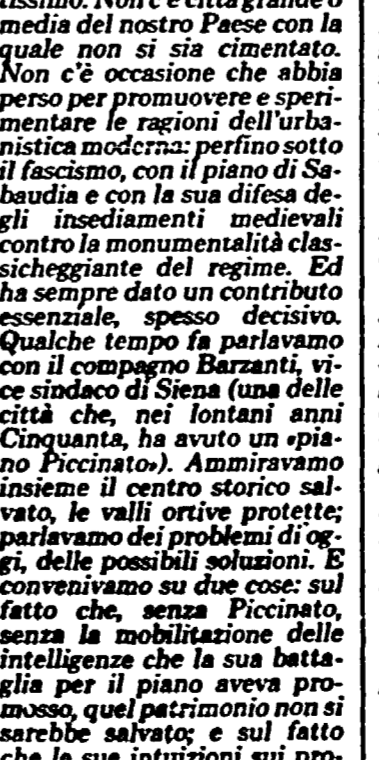 tissimo. Non c'è città grande o
media del nostro Paese con la
quale non si sia cimentato.
Non c'è occasione che abbia
perso per promuovere e speri-
mentare le ragioni dell'urba-
nistica moderna: perfino sotto
il fascismo, con il piano di Sa-
baudia e con la sua difesa de-
gli insediamenti medievali
contro la monumentalità clas-
sicheggiante del regime. Ed
ha sempre dato un contributo
essenziale, spesso decisivo.
Qualche tempo fa parlavamo
con il compagno Barzanti, vi-
ce sindaco di Siena (una delle
città che, nei lontani anni
Cinquanta, ha avuto un «pia-
no Piccinato»). Ammiravamo
insieme il centro storico sal-
vato, le valli ortive protette;
parlavamo dei problemi di og-
gi, delle possibili soluzioni. E
convenivamo su due cose: sul
fatto che, senza Piccinato,
senza la mobilitazione delle
intelligenze che la sua batta-
glia per il piano aveva pro-
mosso, quel patrimonio non si
sarebbe salvato; e sul fatto
che le sue intuizioni sui pro-